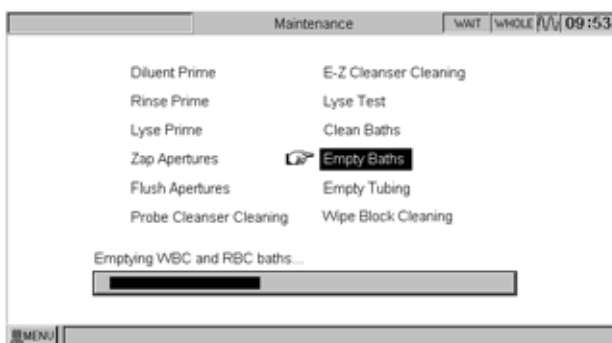 Maintenance WAIT WHOLE 09:53
Diluent Prime E-Z Cleanser Cleaning
Rinse Prime Lyse Test
Lyse Prime Clean Baths
Zap Apertures Empty Baths
Flush Apertures Empty Tubing
Probe Cleanser Cleaning Wipe Block Cleaning
Emptying WBC and RBC baths...
MENU